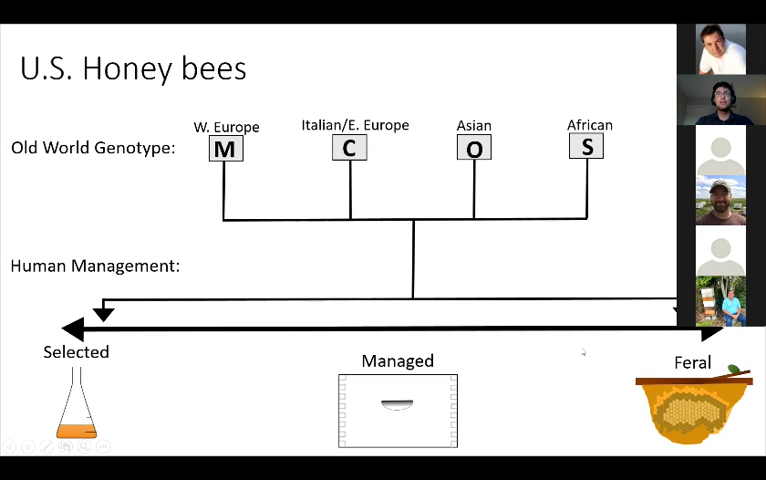 U.S. Honey bees
W. Europe Italian/E. Europe Asian African
Old World Genotype: M C O S
Human Management:
Selected Managed Feral